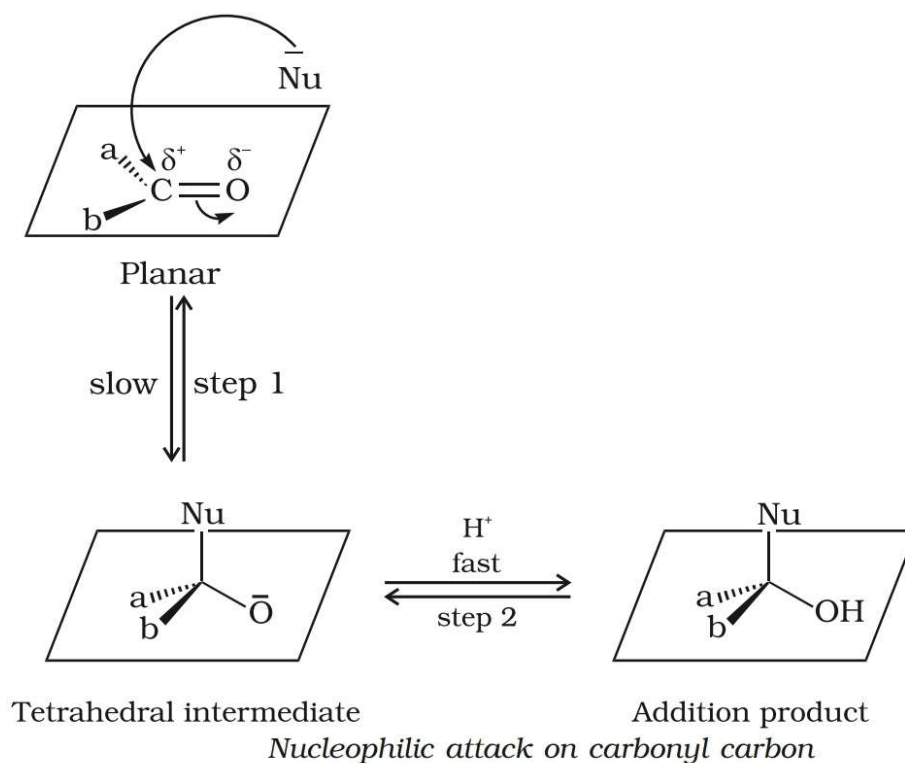 Nu̅
a δ⁺ δ⁻
C O
b
Planar
slow step 1
Nu
a
b O̅
H⁺
fast
step 2
Nu
a
b OH
Tetrahedral intermediate
Addition product
Nucleophilic attack on carbonyl carbon